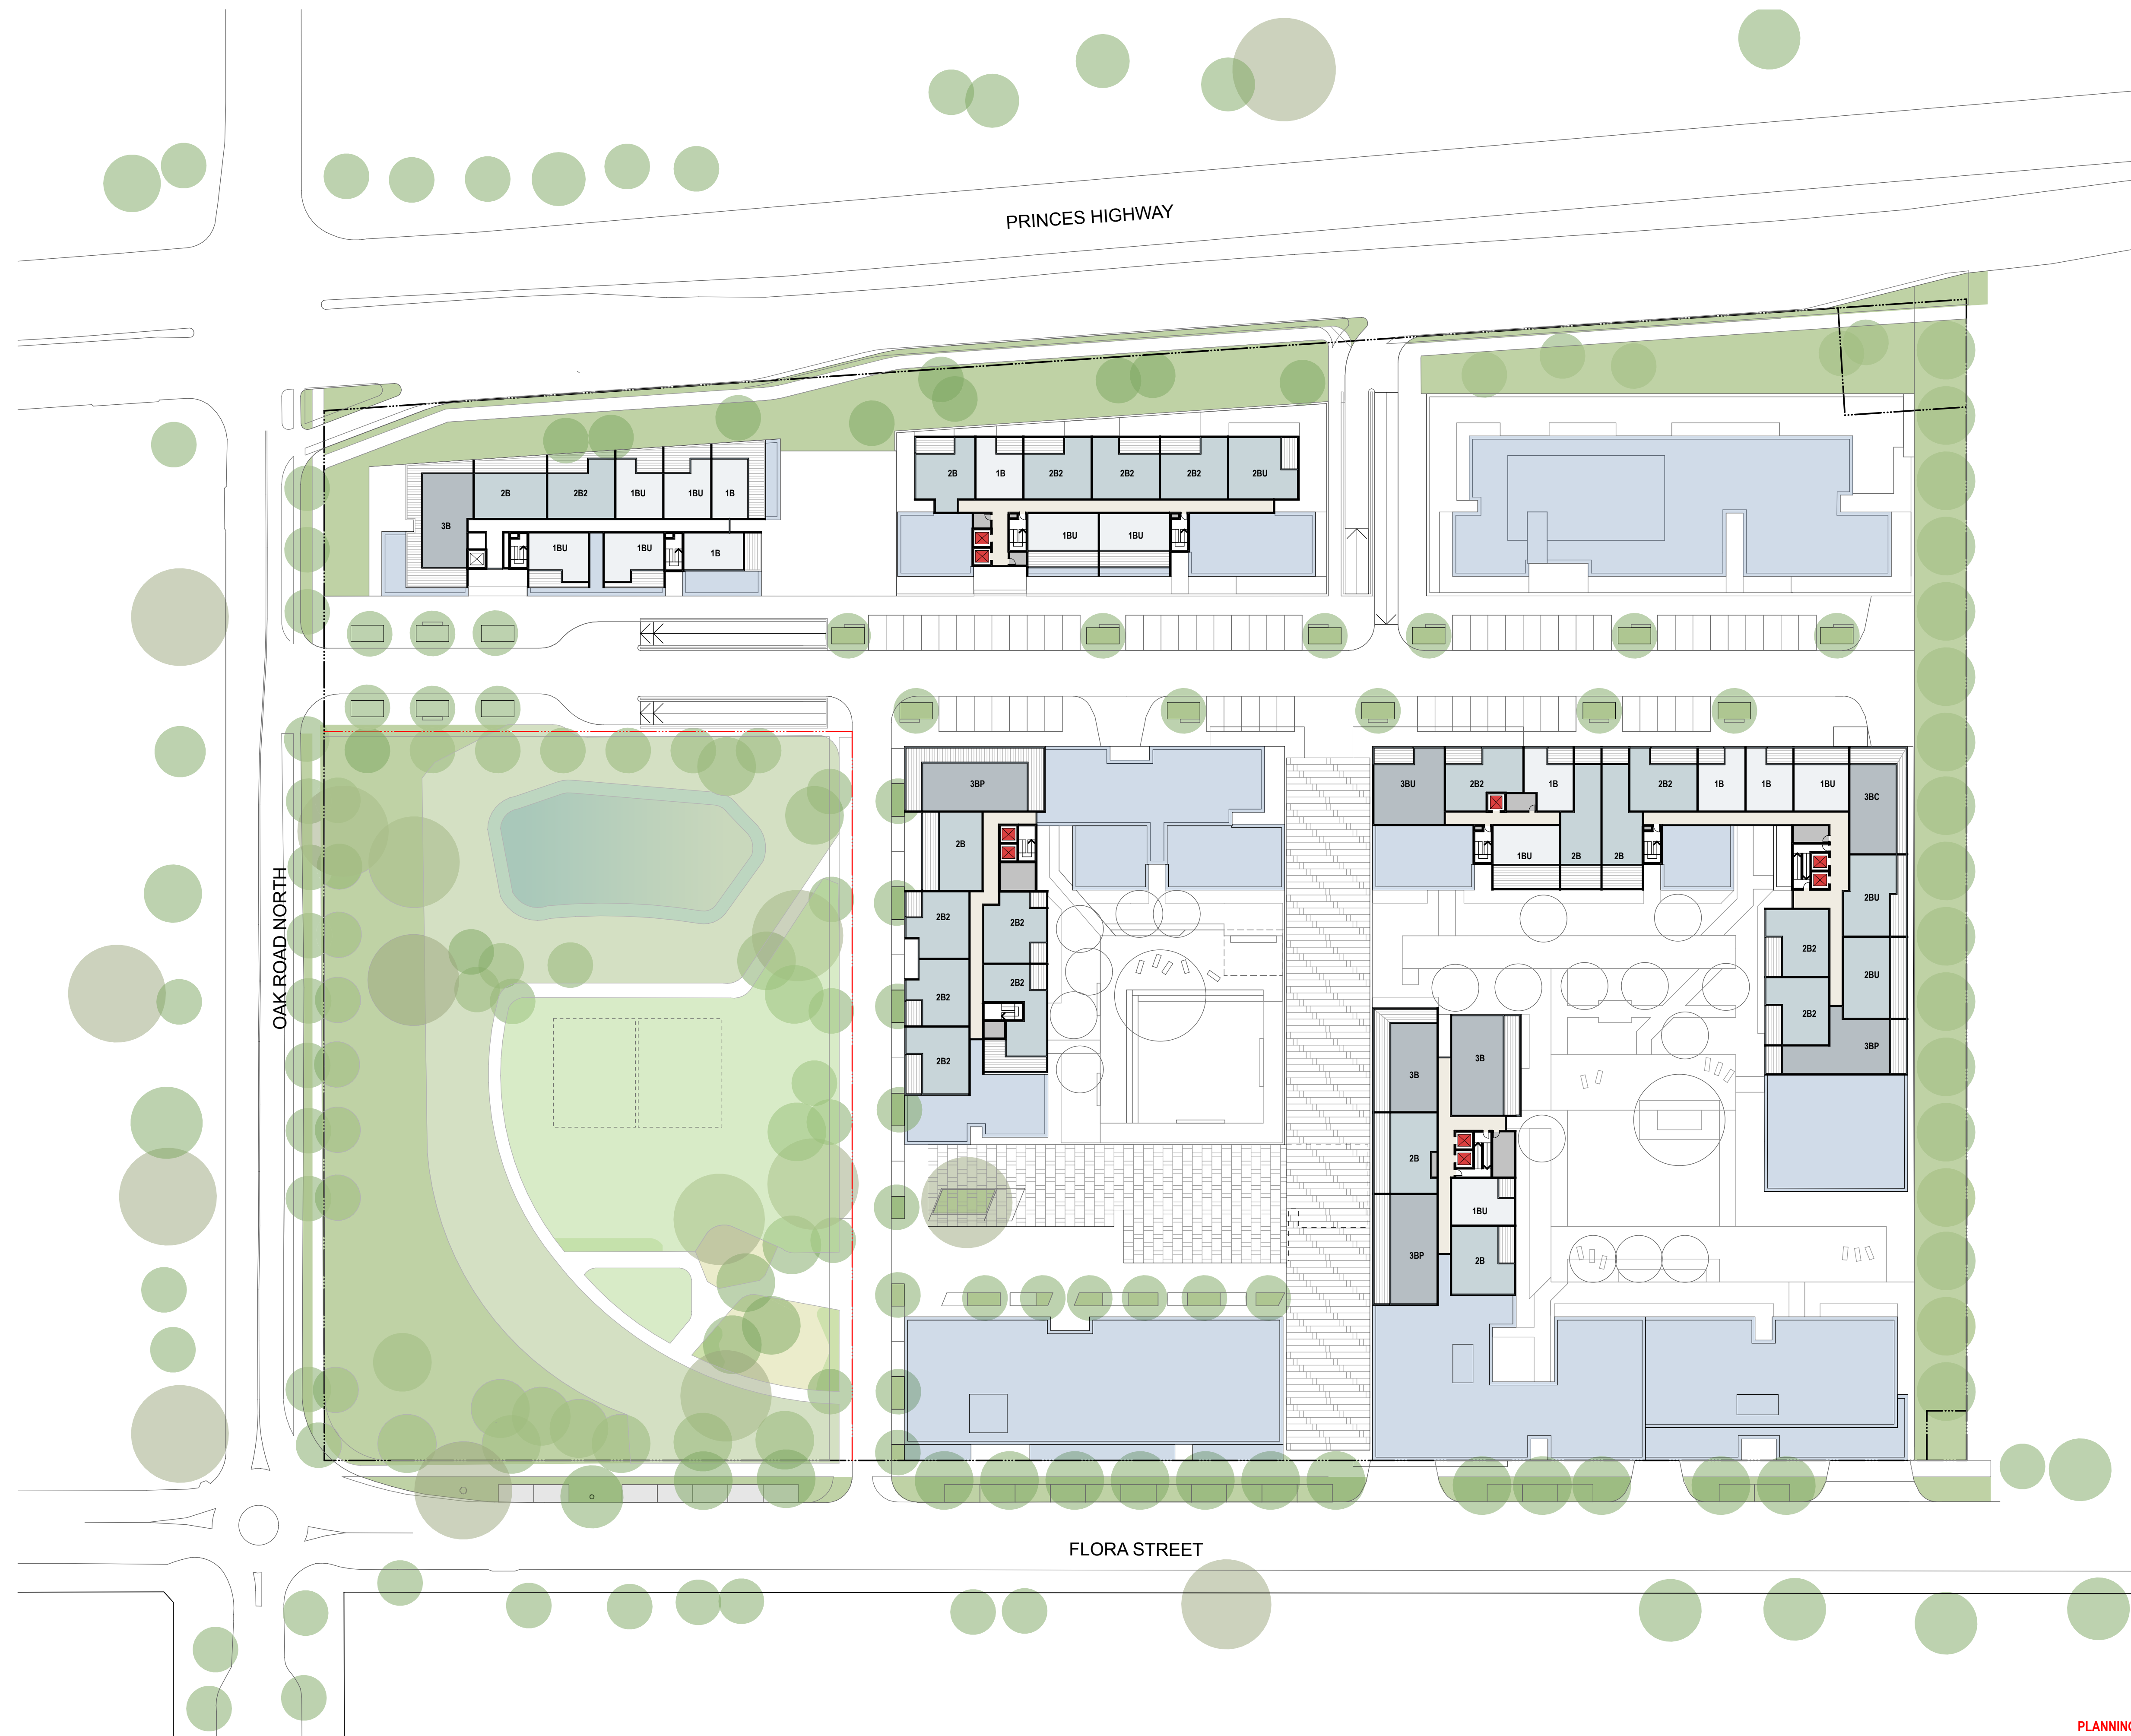 PRINCES HIGHWAY
2B
1B
2B2
2B2
2B2
2BU
2B
2B2
1BU
1BU
1B
3B
1BU
1BU
1BU
1BU
1B
3BP
3BU
2B2
1B
2B2
1B
1B
1BU
3BC
2B
1BU
2B
2B
2BU
2B2
2B2
2B2
2BU
2B2
2B2
2B2
2B2
3BP
3B
3B
2B2
2B
1BU
3BP
2B
OAK ROAD NORTH
FLORA STREET
PLANNING